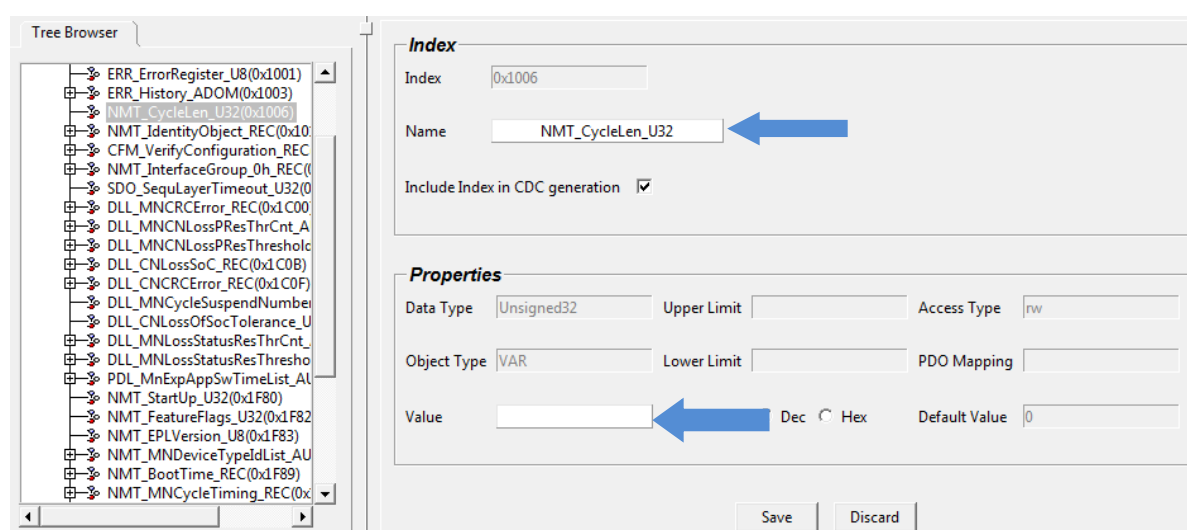 Tree Browser
ERR_ErrorRegister_U8(0x1001)
ERR_History_ADOM(0x1003)
NMT_CycleLen_U32(0x1006)
NMT_IdentityObject_REC(0x10
CFM_VerifyConfiguration_REC
NMT_InterfaceGroup_0h_REC((
SDO_SequLayerTimeout_U32(0
DLL_MNCRCError_REC(0x1C00
DLL_MNCNLossPResThrCnt_A
DLL_MNCNLossPResThreshold
DLL_CNLossSoC_REC(0x1C0B)
DLL_CNCRCError_REC(0x1C0F)
DLL_MNCycleSuspendNumber
DLL_CNLossOfSocTolerance_U
DLL_MNLossStatusResThrCnt_
DLL_MNLossStatusResThresho
PDL_MnExpAppSwTimeList_AU
NMT_StartUp_U32(0x1F80)
NMT_FeatureFlags_U32(0x1F82
NMT_EPLVersion_U8(0x1F83)
NMT_MNDeviceTypeIdList_AU
NMT_BootTime_REC(0x1F89)
NMT_MNCycleTiming_REC(0x
Index
Index 0x1006
Name NMT_CycleLen_U32
Include Index in CDC generation
Properties
Data Type Unsigned32 Upper Limit Access Type rw
Object Type VAR Lower Limit PDO Mapping
Value Dec Hex Default Value 0
Save Discard